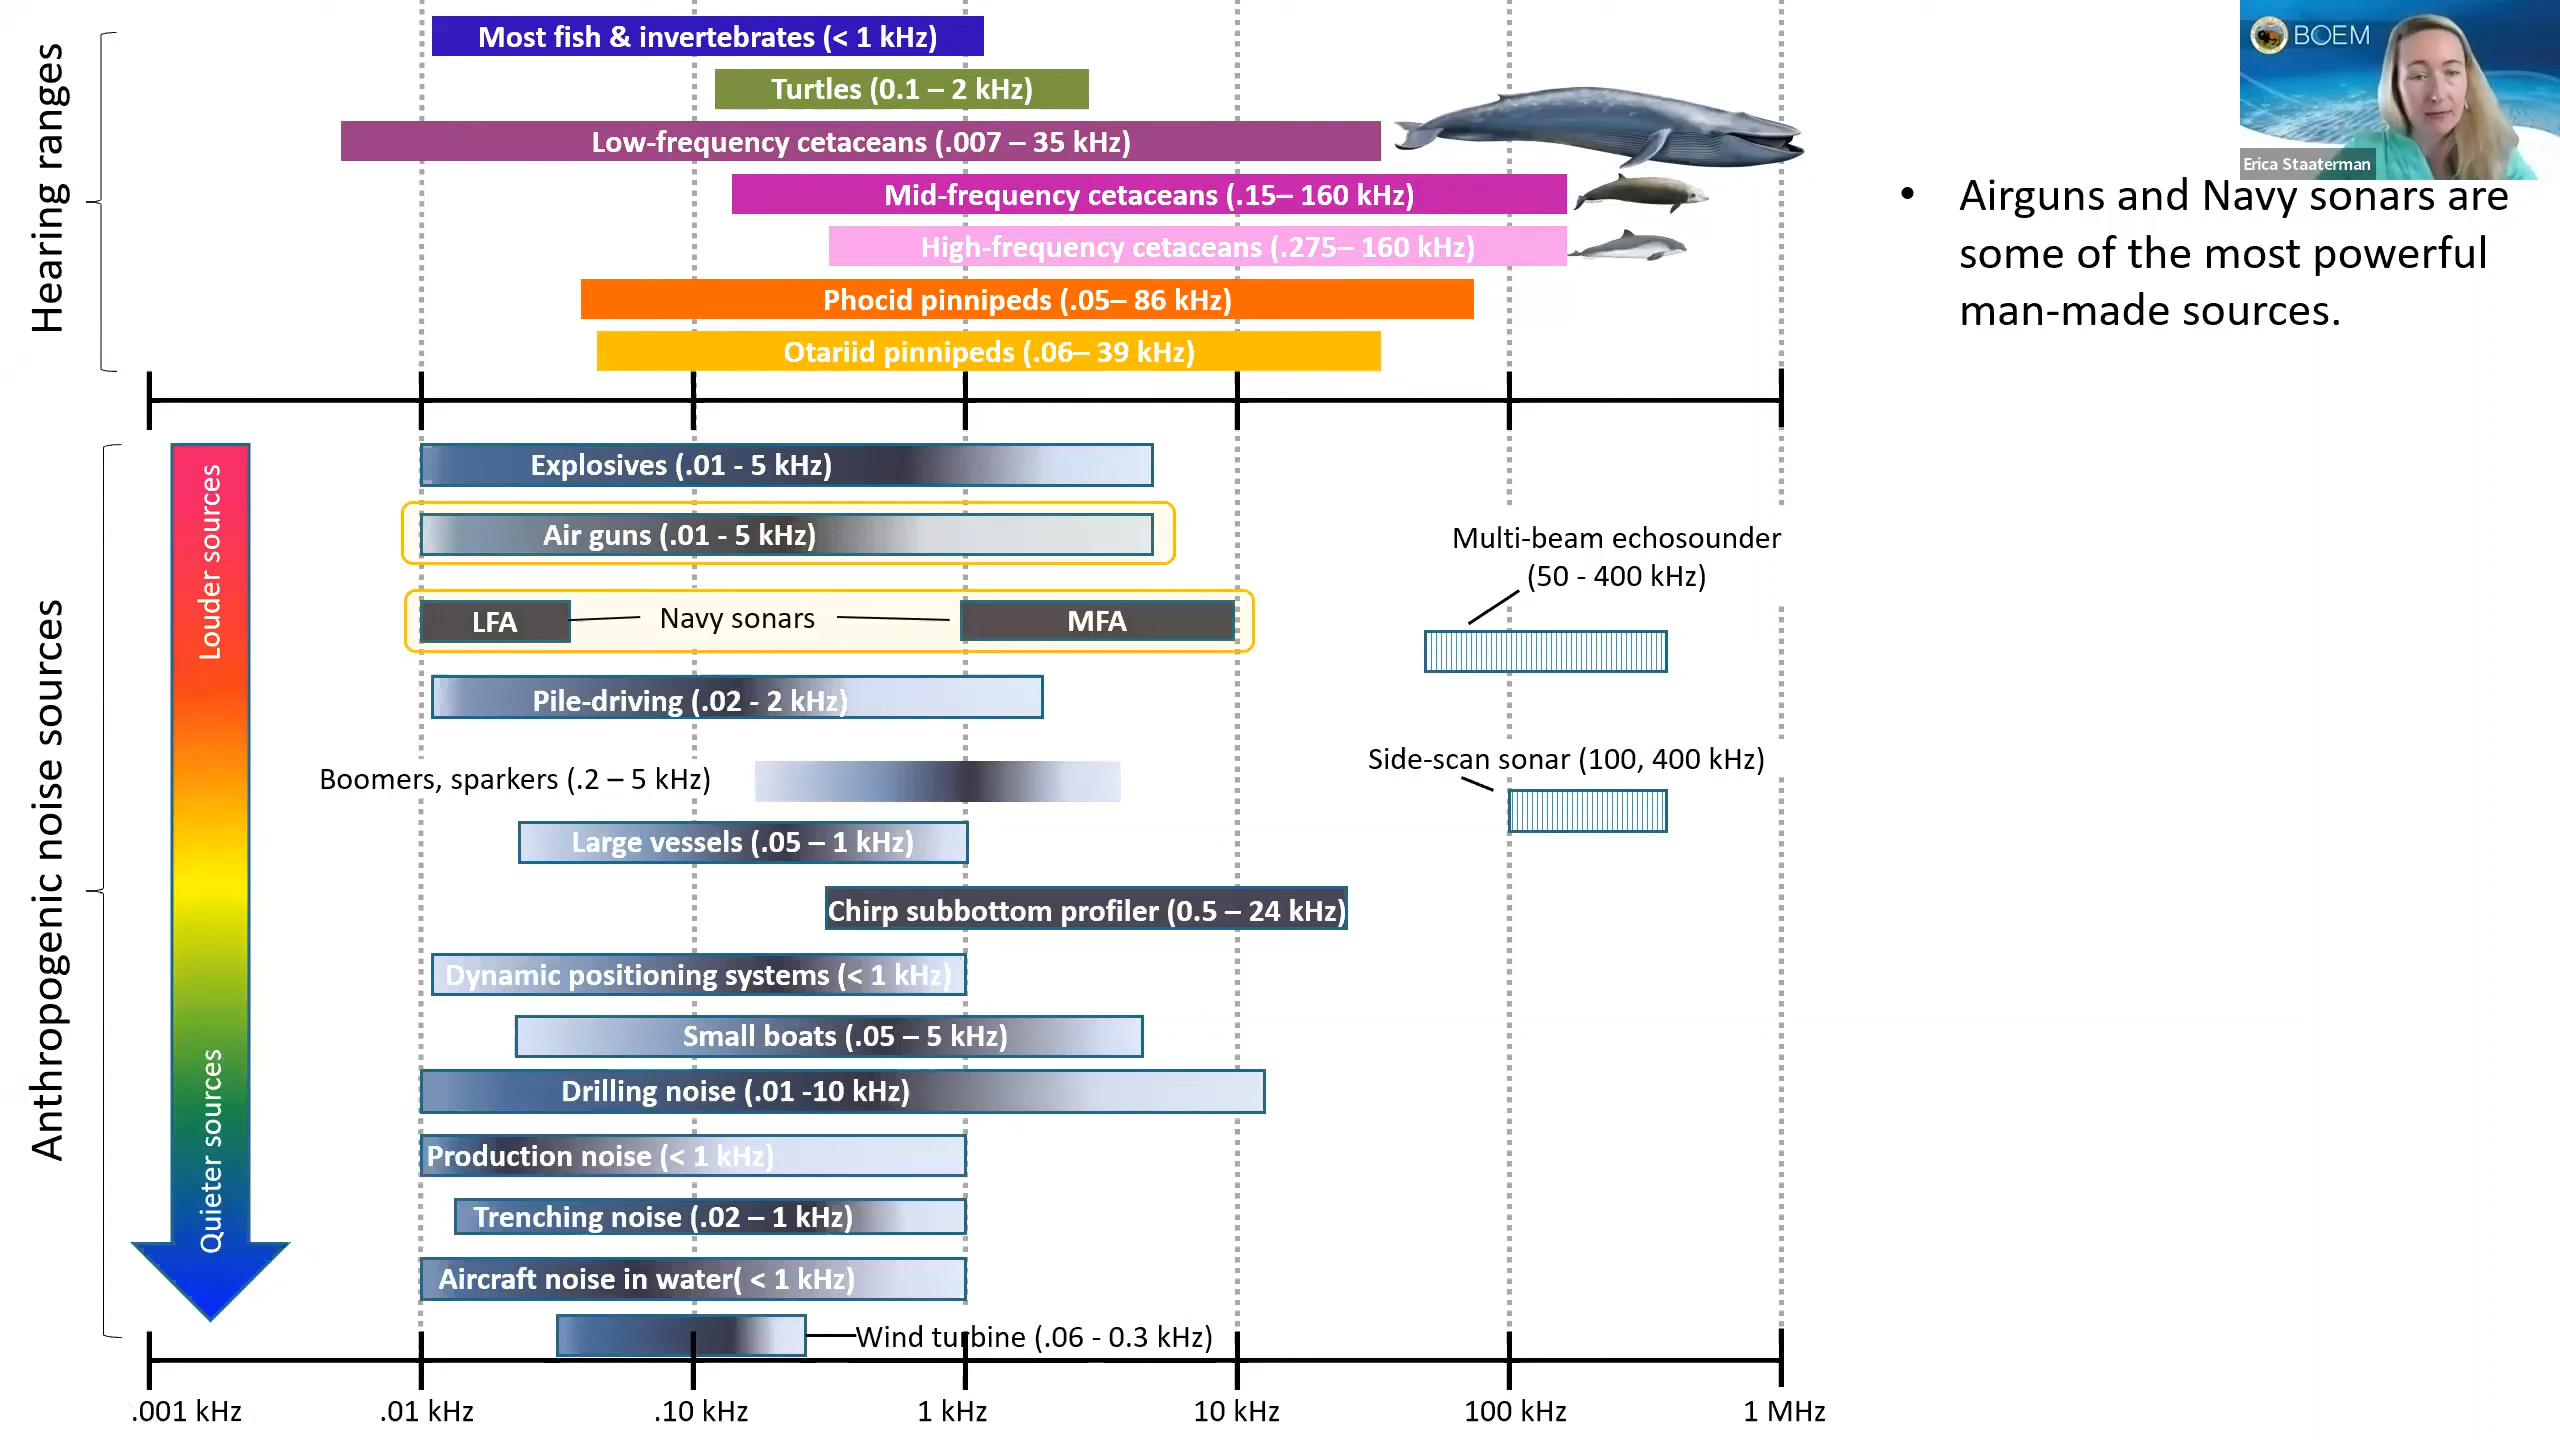 Hearing ranges
Most fish & invertebrates (< 1 kHz)
Turtles (0.1 – 2 kHz)
Low-frequency cetaceans (.007 – 35 kHz)
Mid-frequency cetaceans (.15– 160 kHz)
High-frequency cetaceans (.275– 160 kHz)
Phocid pinnipeds (.05– 86 kHz)
Otariid pinnipeds (.06– 39 kHz)
BOEM
Erica Staaterman
• Airguns and Navy sonars are
some of the most powerful
man-made sources.
Anthropogenic noise sources
Louder sources
Quieter sources
Explosives (.01 - 5 kHz)
Air guns (.01 - 5 kHz)
LFA
Navy sonars
MFA
Multi-beam echosounder
(50 - 400 kHz)
Pile-driving (.02 - 2 kHz)
Boomers, sparkers (.2 – 5 kHz)
Side-scan sonar (100, 400 kHz)
Large vessels (.05 – 1 kHz)
Chirp subbottom profiler (0.5 – 24 kHz)
Dynamic positioning systems (< 1 kHz)
Small boats (.05 – 5 kHz)
Drilling noise (.01 -10 kHz)
Production noise (< 1 kHz)
Trenching noise (.02 – 1 kHz)
Aircraft noise in water( < 1 kHz)
Wind turbine (.06 - 0.3 kHz)
.001 kHz
.01 kHz
.10 kHz
1 kHz
10 kHz
100 kHz
1 MHz